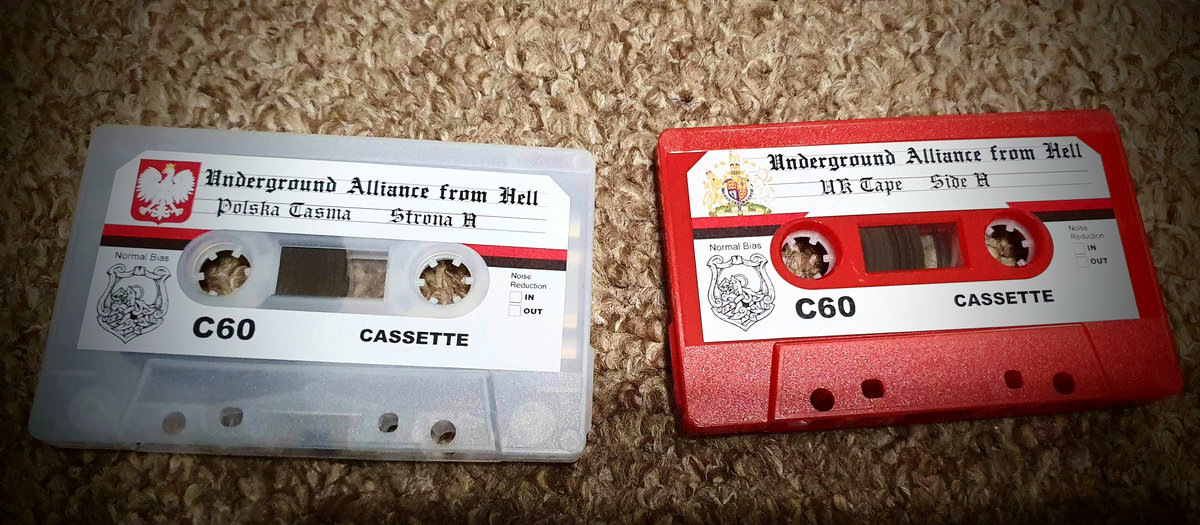 Underground Alliance from Hell
Polska Tasma Strona A
Normal Bias
Noise
Reduction
IN
OUT
C60
CASSETTE
Underground Alliance from Hell
UK Tape Side A
Normal Bias
Noise
Reduction
IN
OUT
C60
CASSETTE